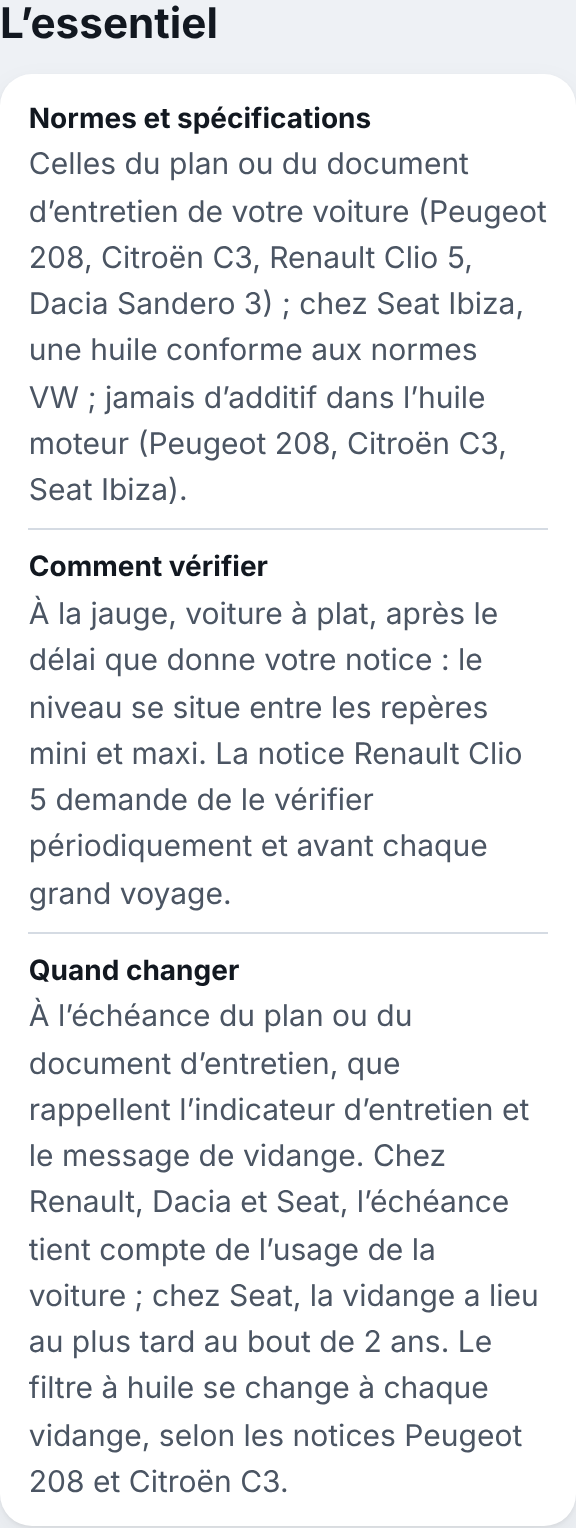 L’essentiel
Normes et spécifications
Celles du plan ou du document
d’entretien de votre voiture (Peugeot
208, Citroën C3, Renault Clio 5,
Dacia Sandero 3) ; chez Seat Ibiza,
une huile conforme aux normes
VW ; jamais d’additif dans l’huile
moteur (Peugeot 208, Citroën C3,
Seat Ibiza).
Comment vérifier
À la jauge, voiture à plat, après le
délai que donne votre notice : le
niveau se situe entre les repères
mini et maxi. La notice Renault Clio
5 demande de le vérifier
périodiquement et avant chaque
grand voyage.
Quand changer
À l’échéance du plan ou du
document d’entretien, que
rappellent l’indicateur d’entretien et
le message de vidange. Chez
Renault, Dacia et Seat, l’échéance
tient compte de l’usage de la
voiture ; chez Seat, la vidange a lieu
au plus tard au bout de 2 ans. Le
filtre à huile se change à chaque
vidange, selon les notices Peugeot
208 et Citroën C3.